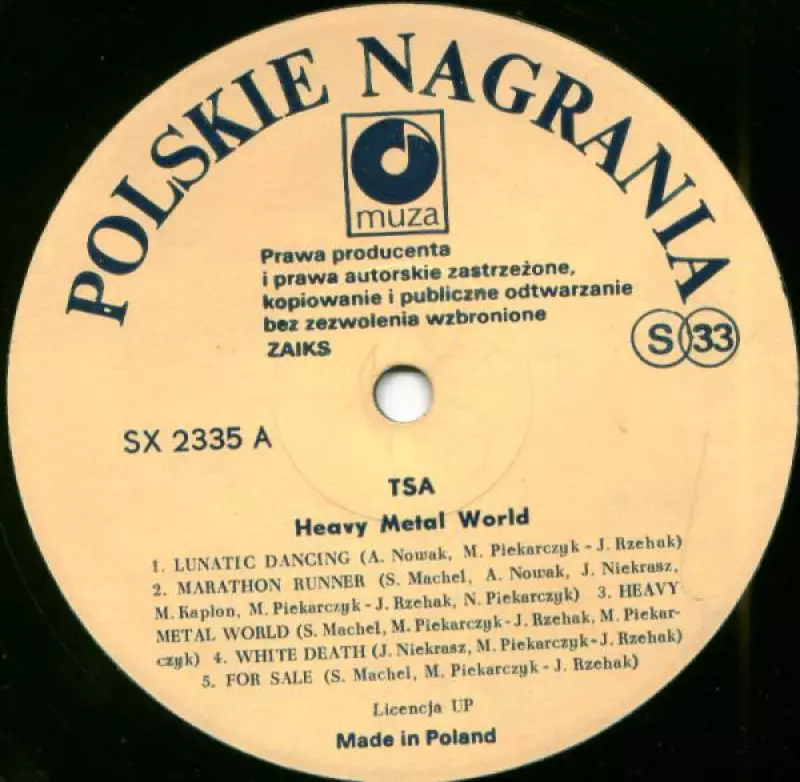 POLSKIE NAGRANIA
muza
Prawa producenta
i prawa autorskie zastrzeżone,
kopiowanie i publiczne odtwarzanie
bez zezwolenia wzbronione
ZAIKS
S 33
SX 2335 A
TSA
Heavy Metal World
1. LUNATIC DANCING (A. Nowak, M. Piekarczyk - J. Rzehak)
2. MARATHON RUNNER (S. Machel, A. Nowak, J. Niekrasz,
M. Kapłon, M. Piekarczyk - J. Rzehak, N. Piekarczyk) 3. HEAVY
METAL WORLD (S. Machel, M. Piekarczyk - J. Rzehak, M. Piekar-
czyk) 4. WHITE DEATH (J. Niekrasz, M. Piekarczyk - J. Rzehak)
5. FOR SALE (S. Machel, M. Piekarczyk - J. Rzehak)
Licencja UP
Made in Poland